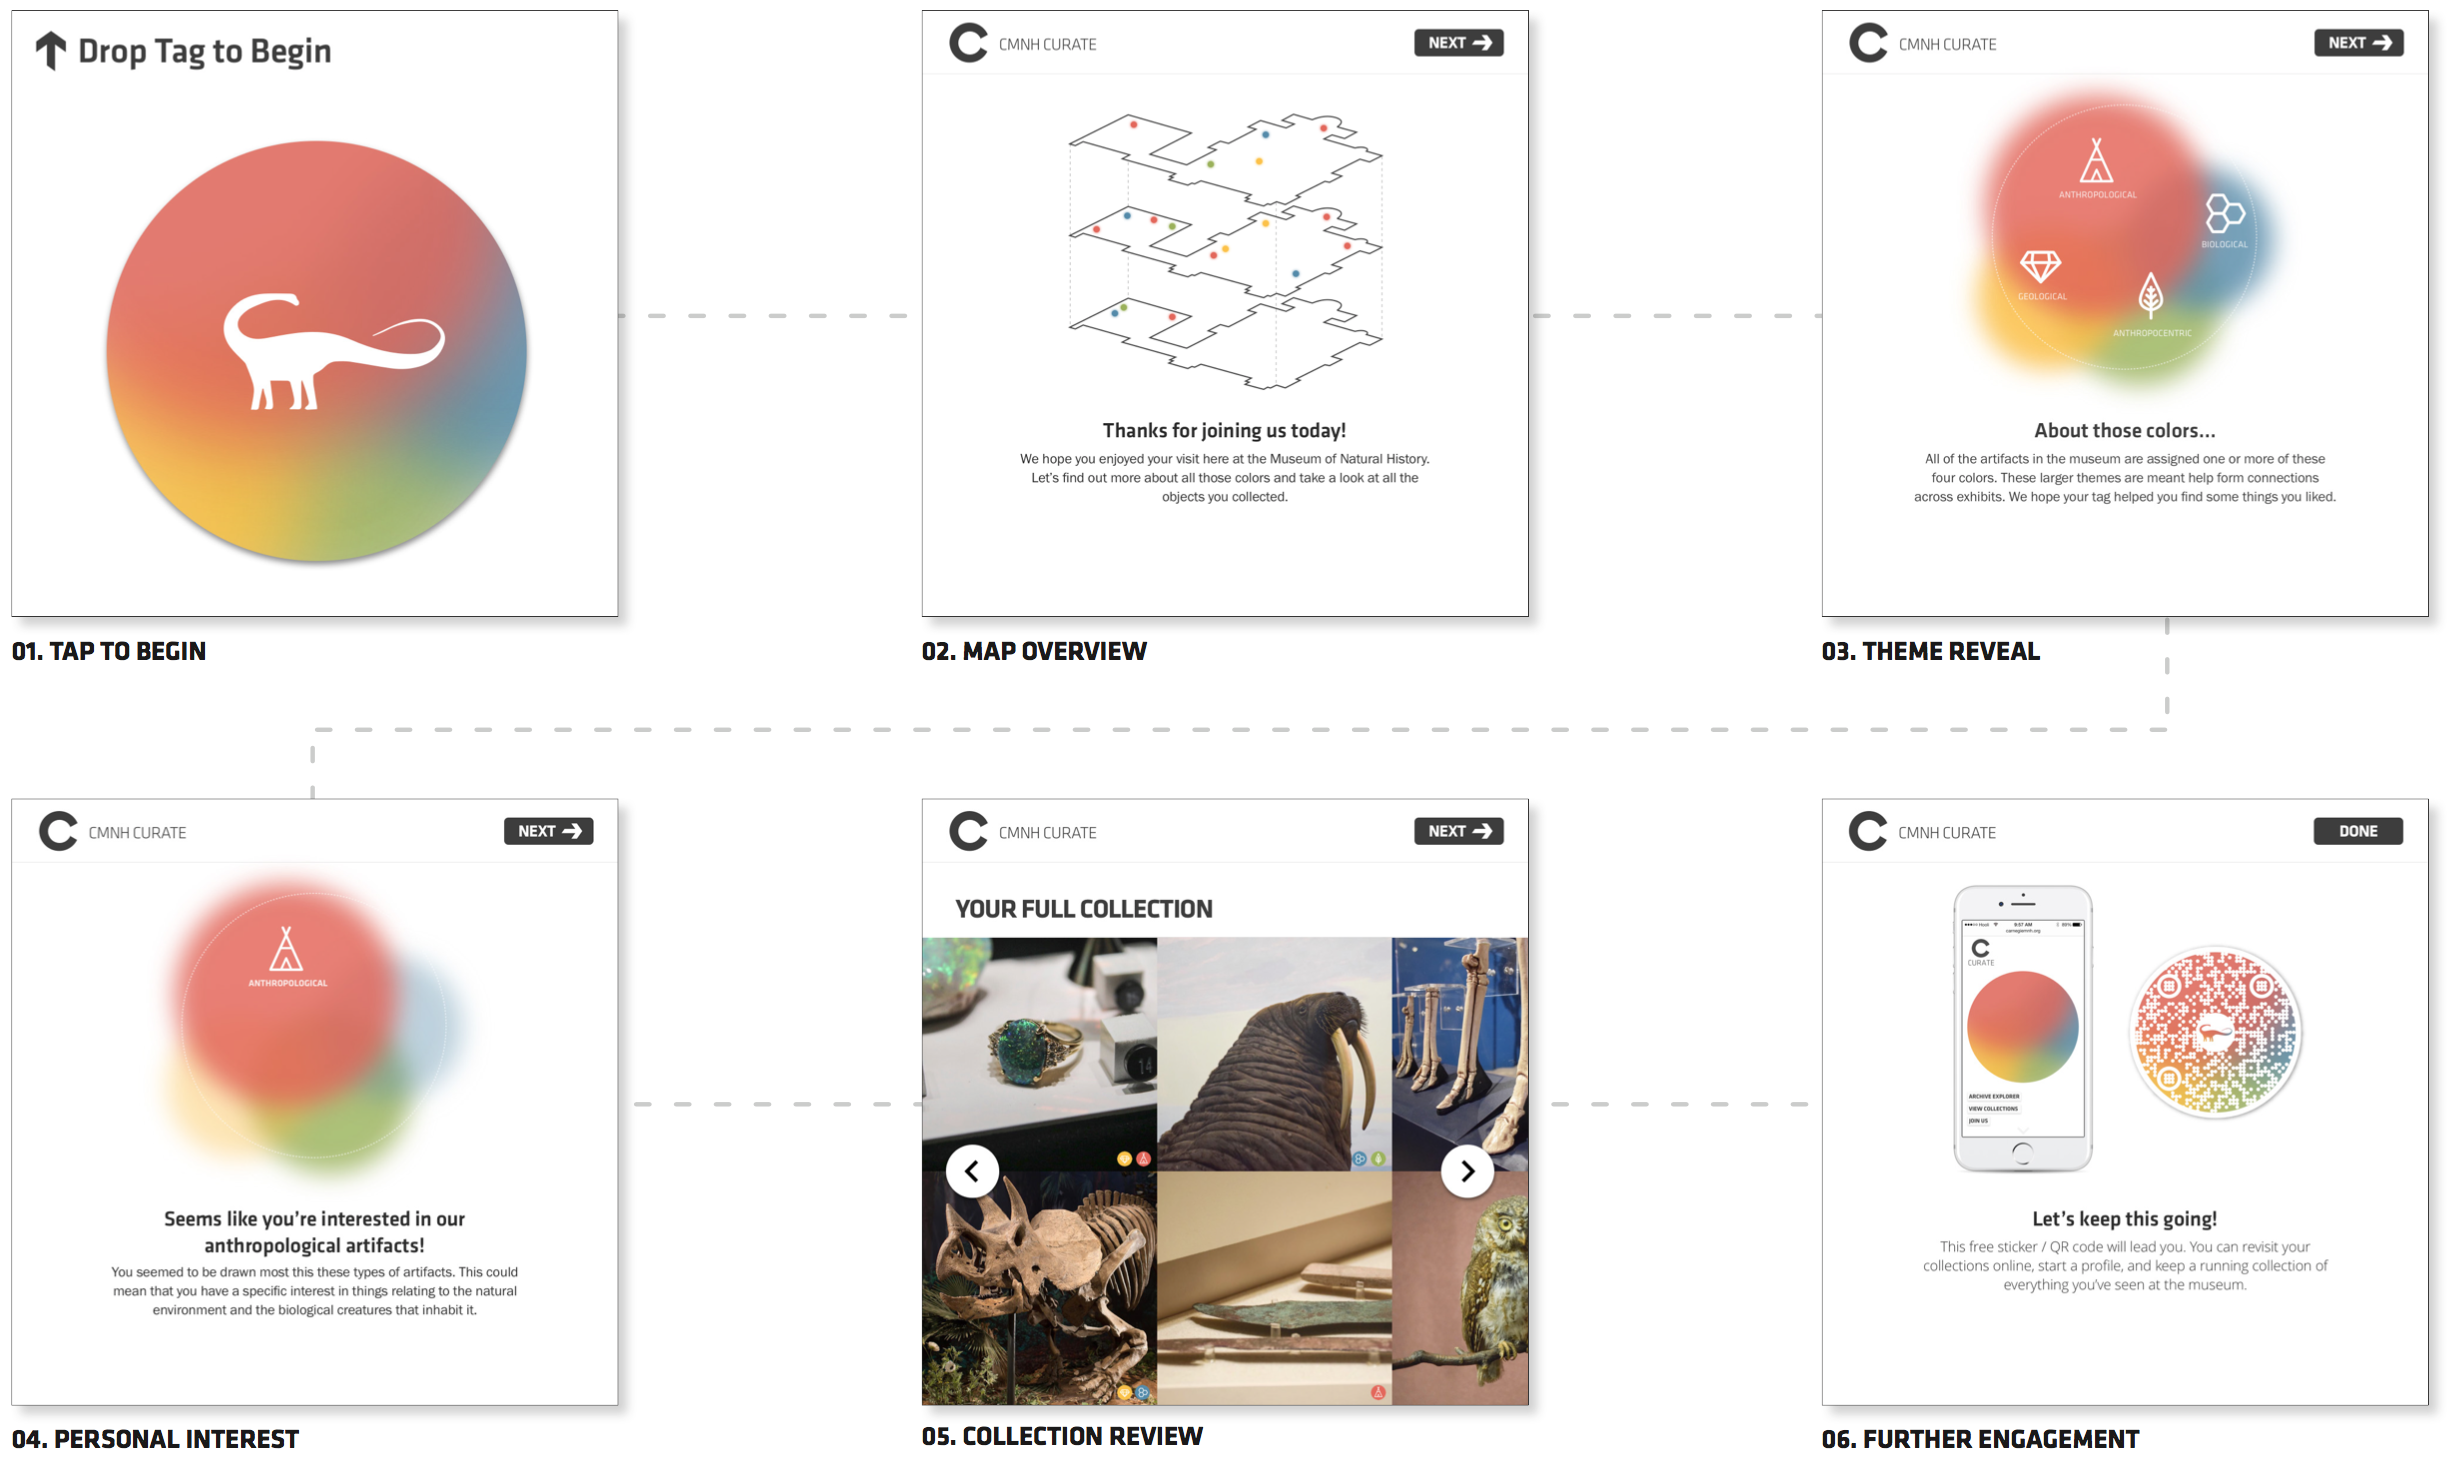 Drop Tag to Begin
01. TAP TO BEGIN
CMNH CURATE
NEXT
Thanks for joining us today!
We hope you enjoyed your visit here at the Museum of Natural History.
Let's find out more about all those colors and take a look at all the
objects you collected.
02. MAP OVERVIEW
CMNH CURATE
NEXT
ANTHROPOLOGICAL
BIOLOGICAL
GEOLOGICAL
ANTHROPOCENTRIC
About those colors...
All of the artifacts in the museum are assigned one or more of these
four colors. These larger themes are meant help form connections
across exhibits. We hope your tag helped you find some things you liked.
03. THEME REVEAL
CMNH CURATE
NEXT
ANTHROPOLOGICAL
Seems like you're interested in our
anthropological artifacts!
You seemed to be drawn most this these types of artifacts. This could
mean that you have a specific interest in things relating to the natural
environment and the biological creatures that inhabit it.
04. PERSONAL INTEREST
CMNH CURATE
NEXT
YOUR FULL COLLECTION
14
05. COLLECTION REVIEW
CMNH CURATE
DONE
9:57 AM
carnegiemnh.org
CURATE
ARCHIVE EXPLORER
VIEW COLLECTIONS
JOIN US
Let's keep this going!
This free sticker / QR code will lead you. You can revisit your
collections online, start a profile, and keep a running collection of
everything you've seen at the museum.
06. FURTHER ENGAGEMENT